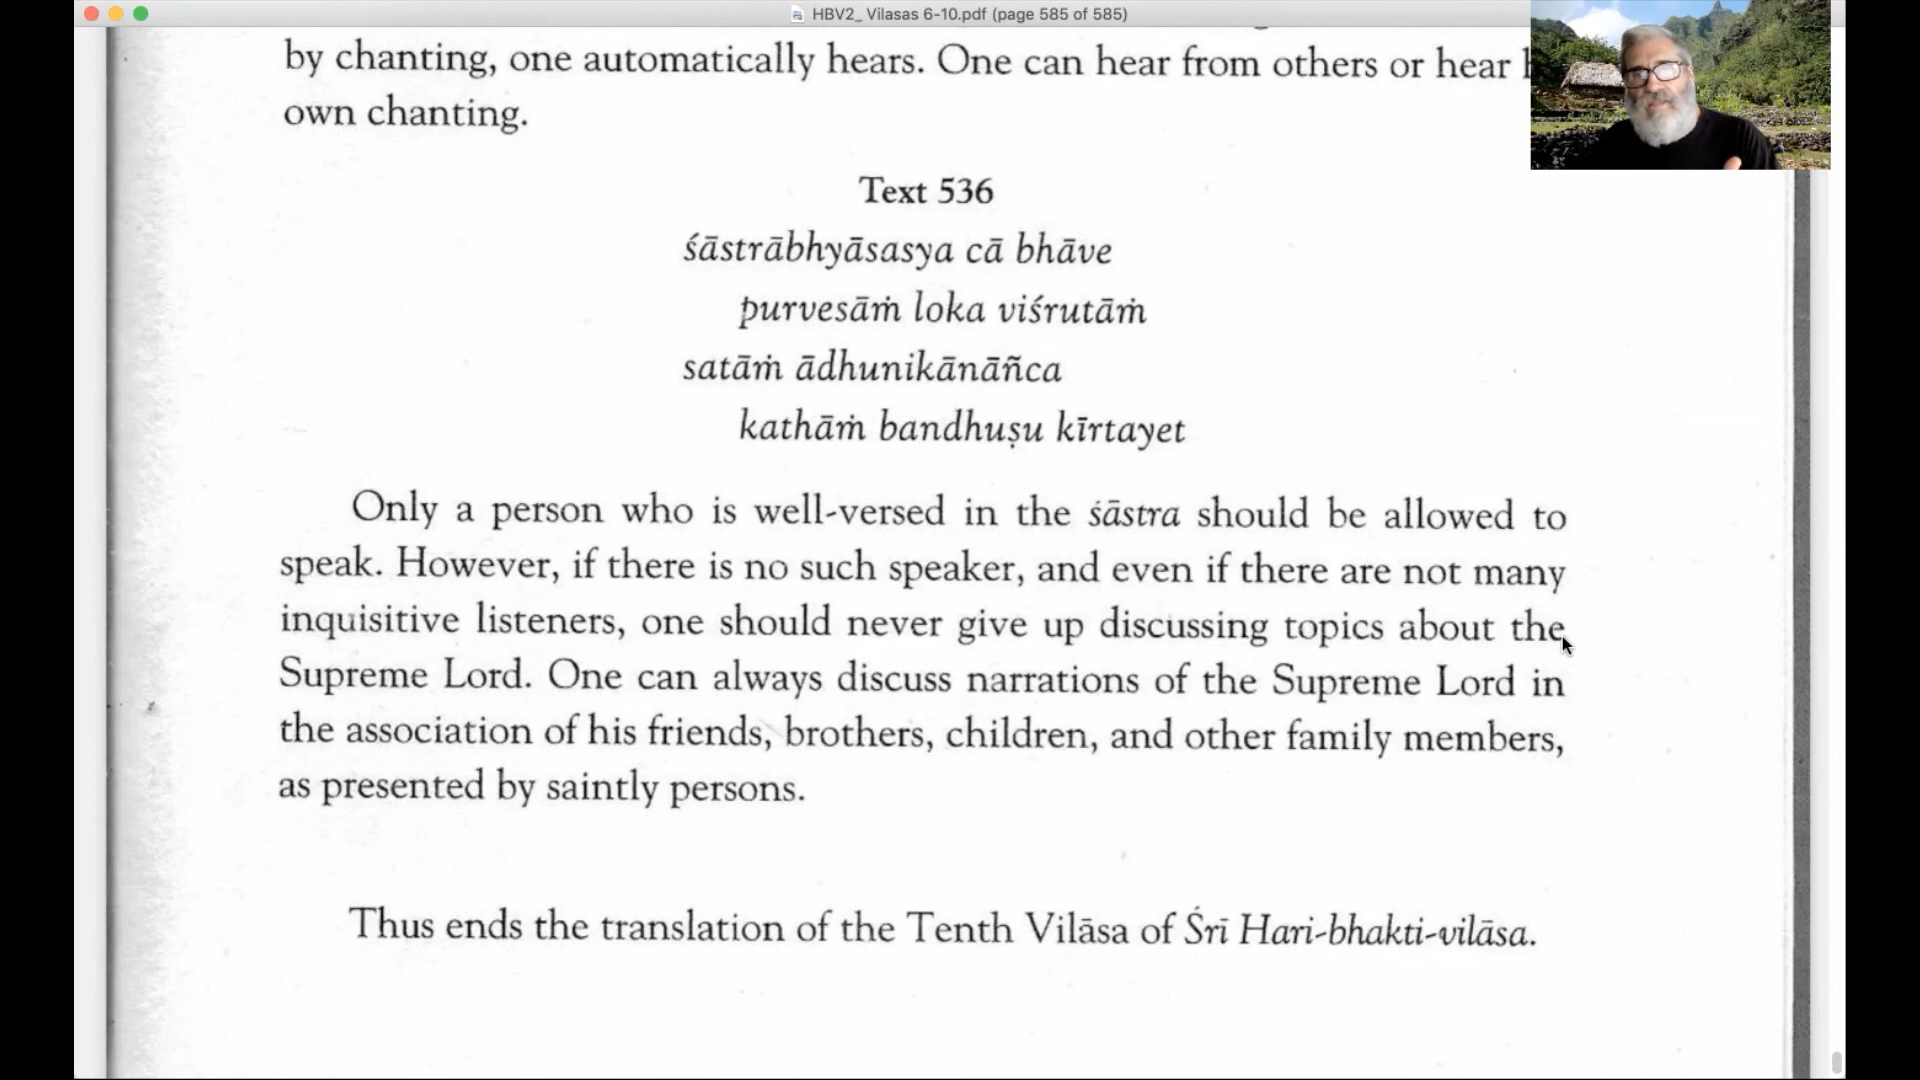 HBV2_ Vilasas 6-10.pdf (page 585 of 585)
by chanting, one automatically hears. One can hear from others or hear
own chanting.
Text 536
śāstrābhyāsasya cā bhāve
purvesāṁ loka viśrutāṁ
satāṁ ādhunikānāñca
kathāṁ bandhuṣu kīrtayet
Only a person who is well-versed in the śāstra should be allowed to
speak. However, if there is no such speaker, and even if there are not many
inquisitive listeners, one should never give up discussing topics about the
Supreme Lord. One can always discuss narrations of the Supreme Lord in
the association of his friends, brothers, children, and other family members,
as presented by saintly persons.
Thus ends the translation of the Tenth Vilāsa of Śrī Hari-bhakti-vilāsa.